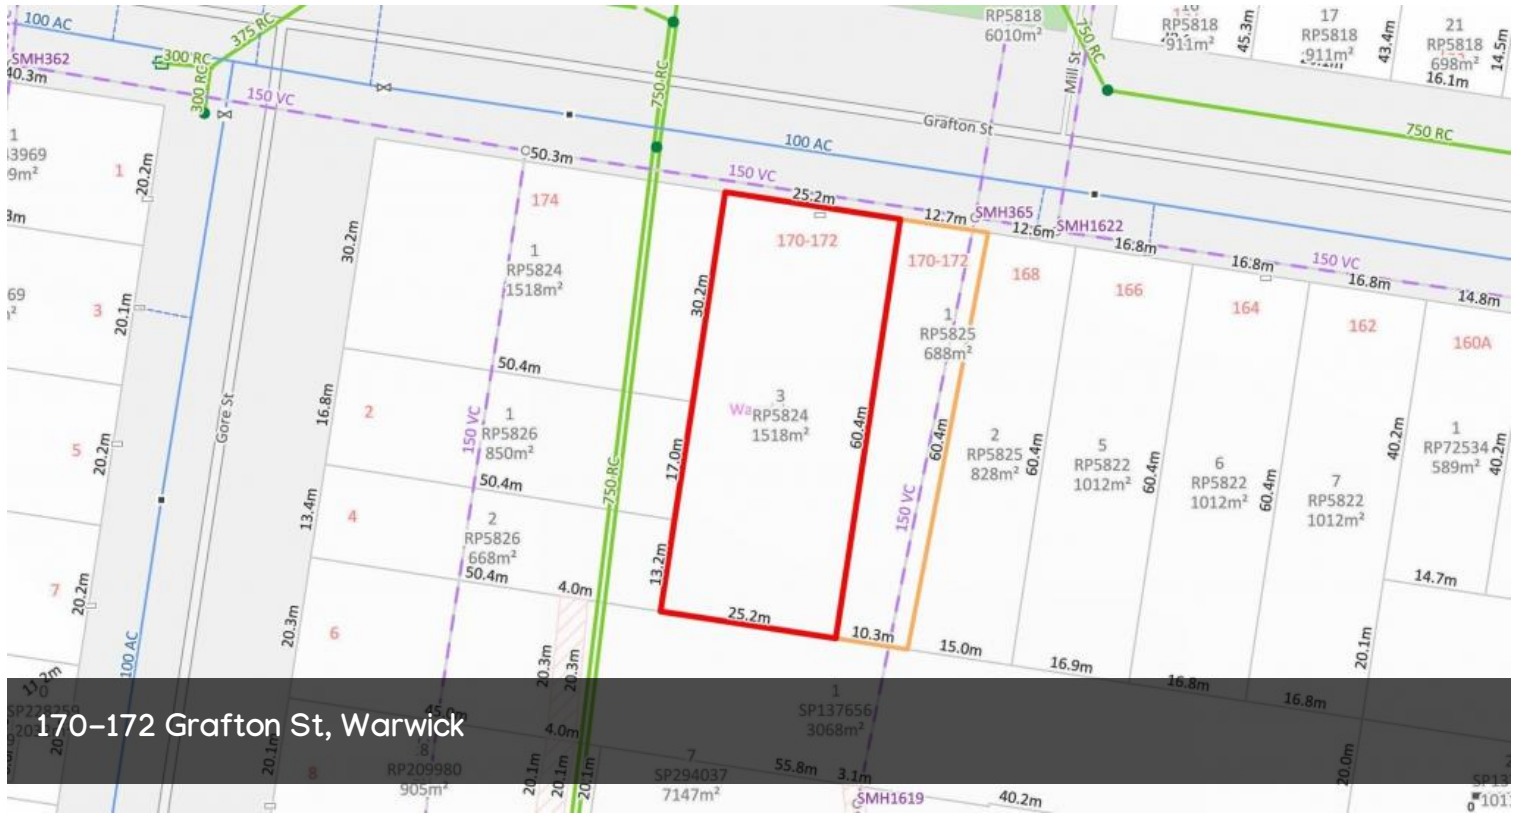 100 AC
375 RC
300 RC
300 RC
SMH362
40.3m
150 VC
750 RC
RP5818
6010m²
750 RC
Mill St
RP5818
911m²
45.3m
17
RP5818
911m²
43.4m
21
RP5818
698m²
16.1m
14.5m
Grafton St
750 RC
100 AC
1
20.2m
1
50.3m
150 VC
25.2m
12.7m
SMH365
12.6m
SMH1622
16.8m
16.8m
150 VC
16.8m
14.8m
174
170-172
170-172
168
166
164
162
160A
30.2m
1
RP5824
1518m²
30.2m
1
RP5825
688m²
3
20.1m
50.4m
16.8m
2
150 VC
1
RP5826
850m²
3
RP5824
1518m²
60.4m
60.4m
2
RP5825
828m²
60.4m
5
RP5822
1012m²
60.4m
6
RP5822
1012m²
60.4m
7
RP5822
1012m²
40.2m
1
RP72534
589m²
40.2m
Gore St
5
20.2m
17.0m
750 RC
50.4m
13.4m
4
2
RP5826
668m²
150 VC
50.4m
4.0m
13.2m
25.2m
10.3m
15.0m
16.9m
16.8m
16.8m
14.7m
7
20.2m
100 AC
20.3m
6
20.3m
20.3m
20.1m
11.2m
SP228259
170-172 Grafton St, Warwick
45.0m
4.0m
1
SP137656
3068m²
20.1m
8
8
RP209980
905m²
20.1m
20.1m
20.1m
7
SP294037
7147m²
55.8m
3.1m
SMH1619
40.2m
20.0m